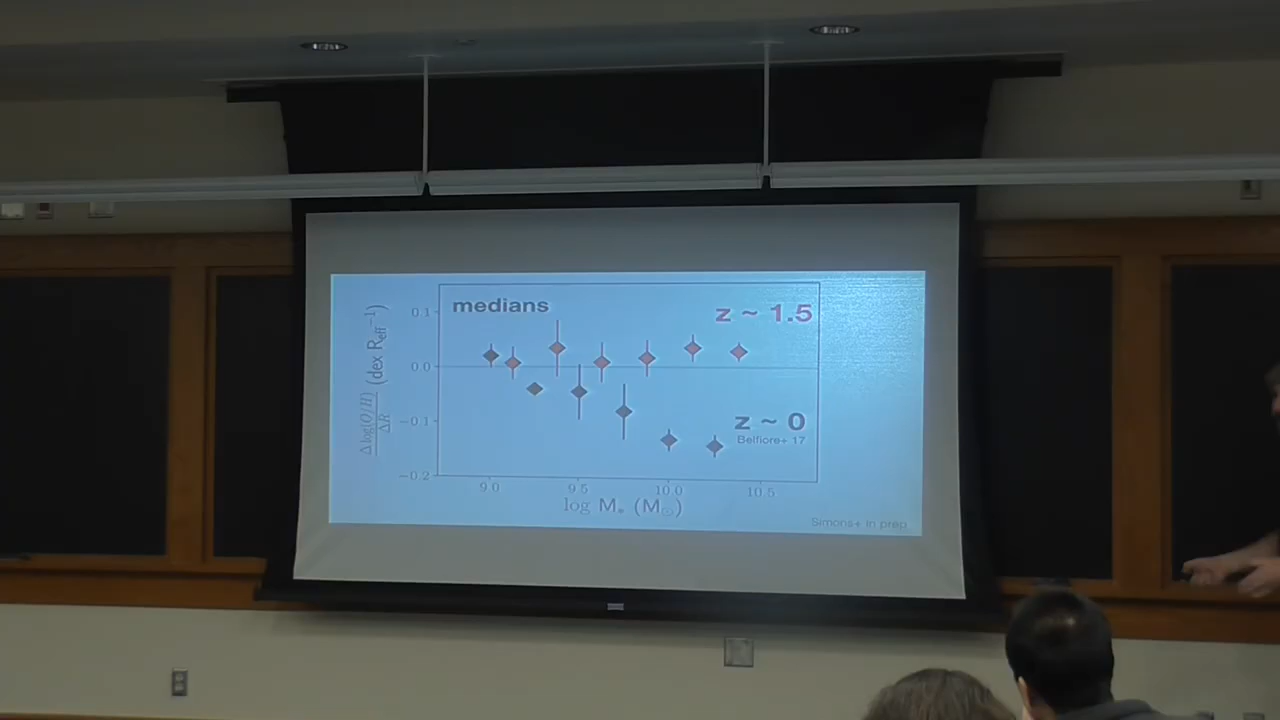 medians
z ~ 1.5
0.1
0.0
−0.1
−0.2
Δ log(O/H)
ΔR
(dex R_eff^−1)
z ~ 0
Belfiore+ 17
9.0 9.5 10.0 10.5
log M* (M☉)
Simons+ in prep